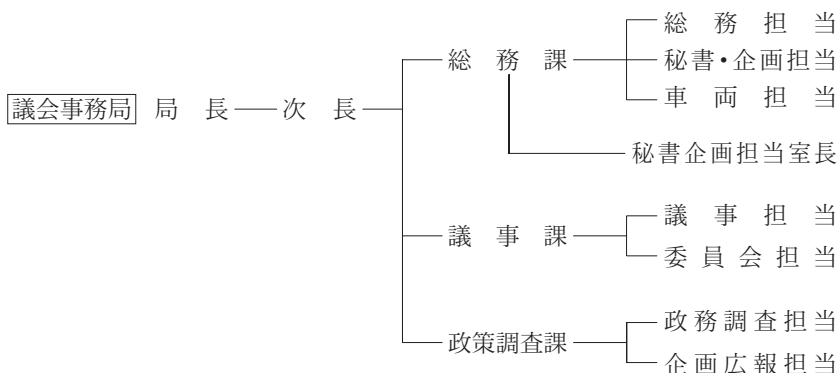 総務担当
総務課
秘書・企画担当
議会事務局 局長 次長
車両担当
秘書企画担当室長
議事担当
議事課
委員会担当
政務調査担当
政策調査課
企画広報担当